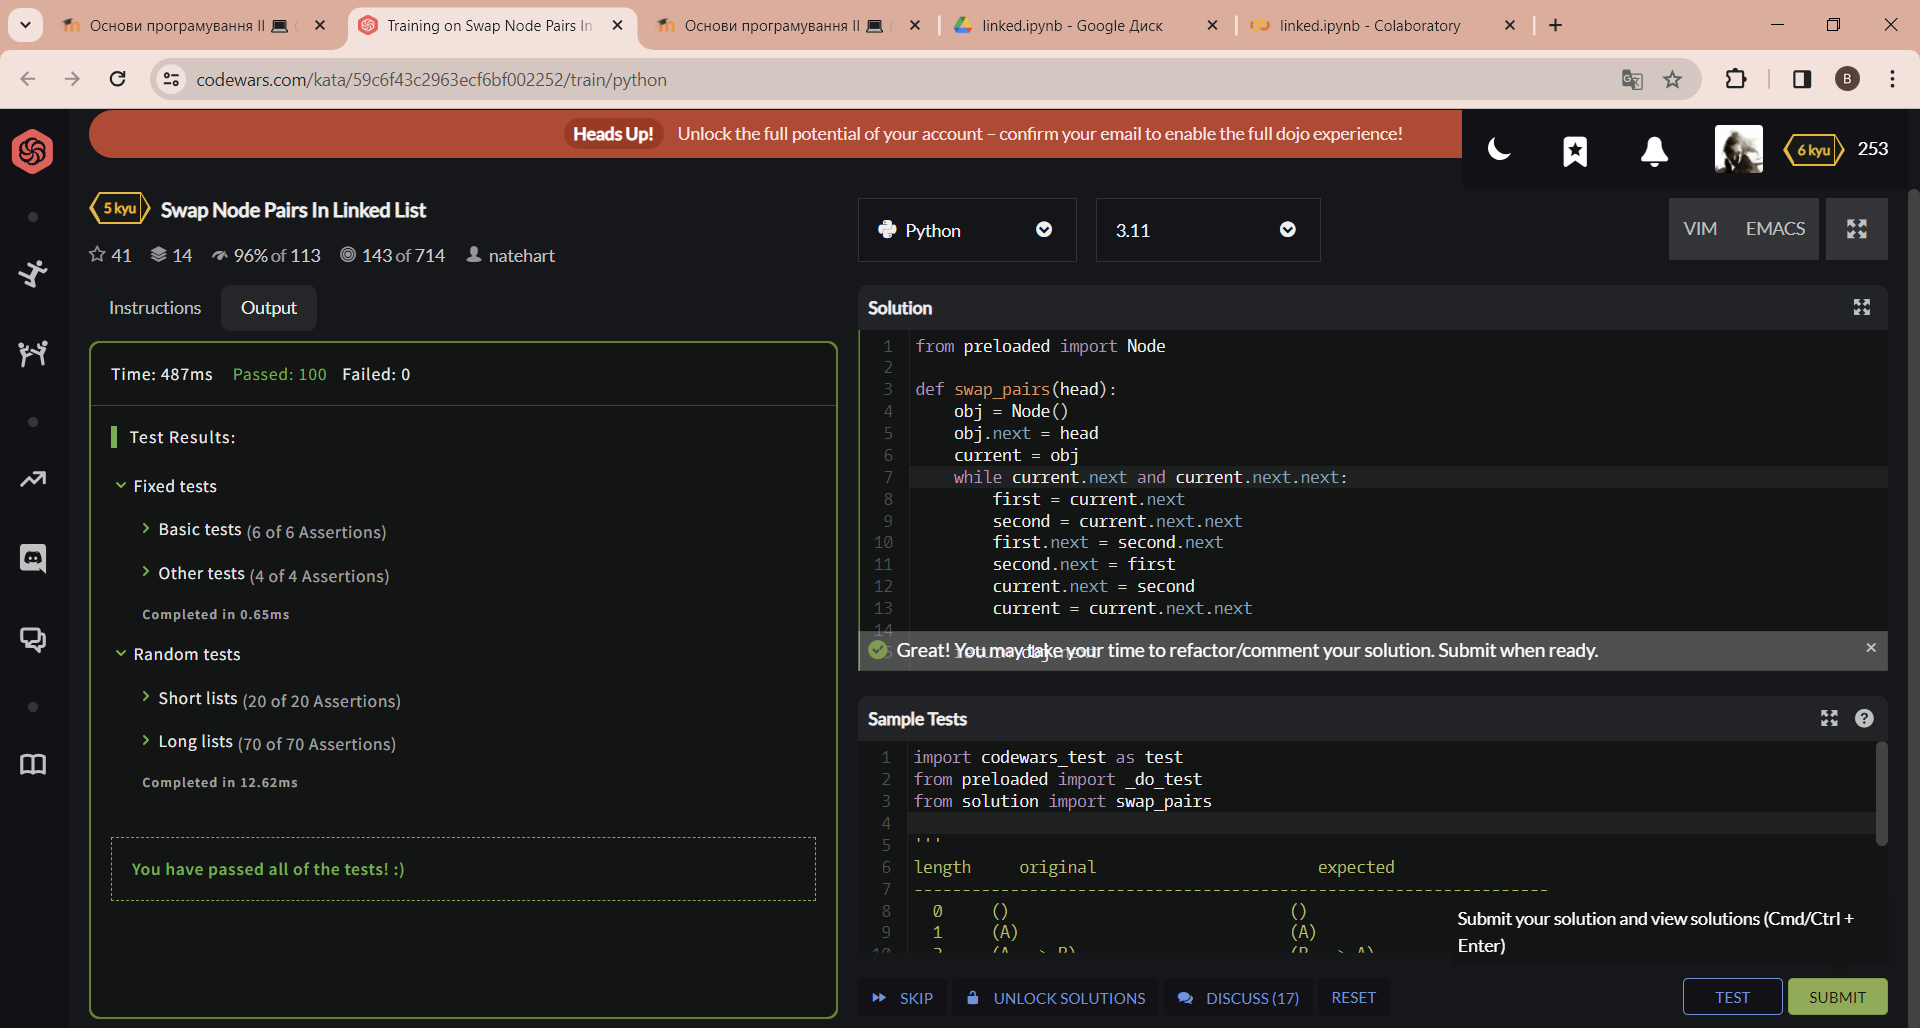 Основи програмування II 💻
Training on Swap Node Pairs In
Основи програмування II 💻
linked.ipynb - Google Диск
linked.ipynb - Colaboratory
codewars.com/kata/59c6f43c2963ecf6bf002252/train/python
B
Heads Up! Unlock the full potential of your account – confirm your email to enable the full dojo experience!
6 kyu 253
5 kyu Swap Node Pairs In Linked List
41 14 96% of 113 143 of 714 natehart
Python
3.11
VIM EMACS
Instructions Output
Time: 487ms Passed: 100 Failed: 0
Test Results:
Fixed tests
Basic tests (6 of 6 Assertions)
Other tests (4 of 4 Assertions)
Completed in 0.65ms
Random tests
Short lists (20 of 20 Assertions)
Long lists (70 of 70 Assertions)
Completed in 12.62ms
You have passed all of the tests! :)
Solution
1 from preloaded import Node
2
3 def swap_pairs(head):
4 obj = Node()
5 obj.next = head
6 current = obj
7 while current.next and current.next.next:
8 first = current.next
9 second = current.next.next
10 first.next = second.next
11 second.next = first
12 current.next = second
13 current = current.next.next
14
Great! You may take your time to refactor/comment your solution. Submit when ready.
Sample Tests
1 import codewars_test as test
2 from preloaded import _do_test
3 from solution import swap_pairs
4
5 '''
6 length original expected
7 ------------------------------------------------------------------
8 0 () ()
9 1 (A) (A)
Submit your solution and view solutions (Cmd/Ctrl +
Enter)
SKIP UNLOCK SOLUTIONS DISCUSS (17) RESET TEST SUBMIT